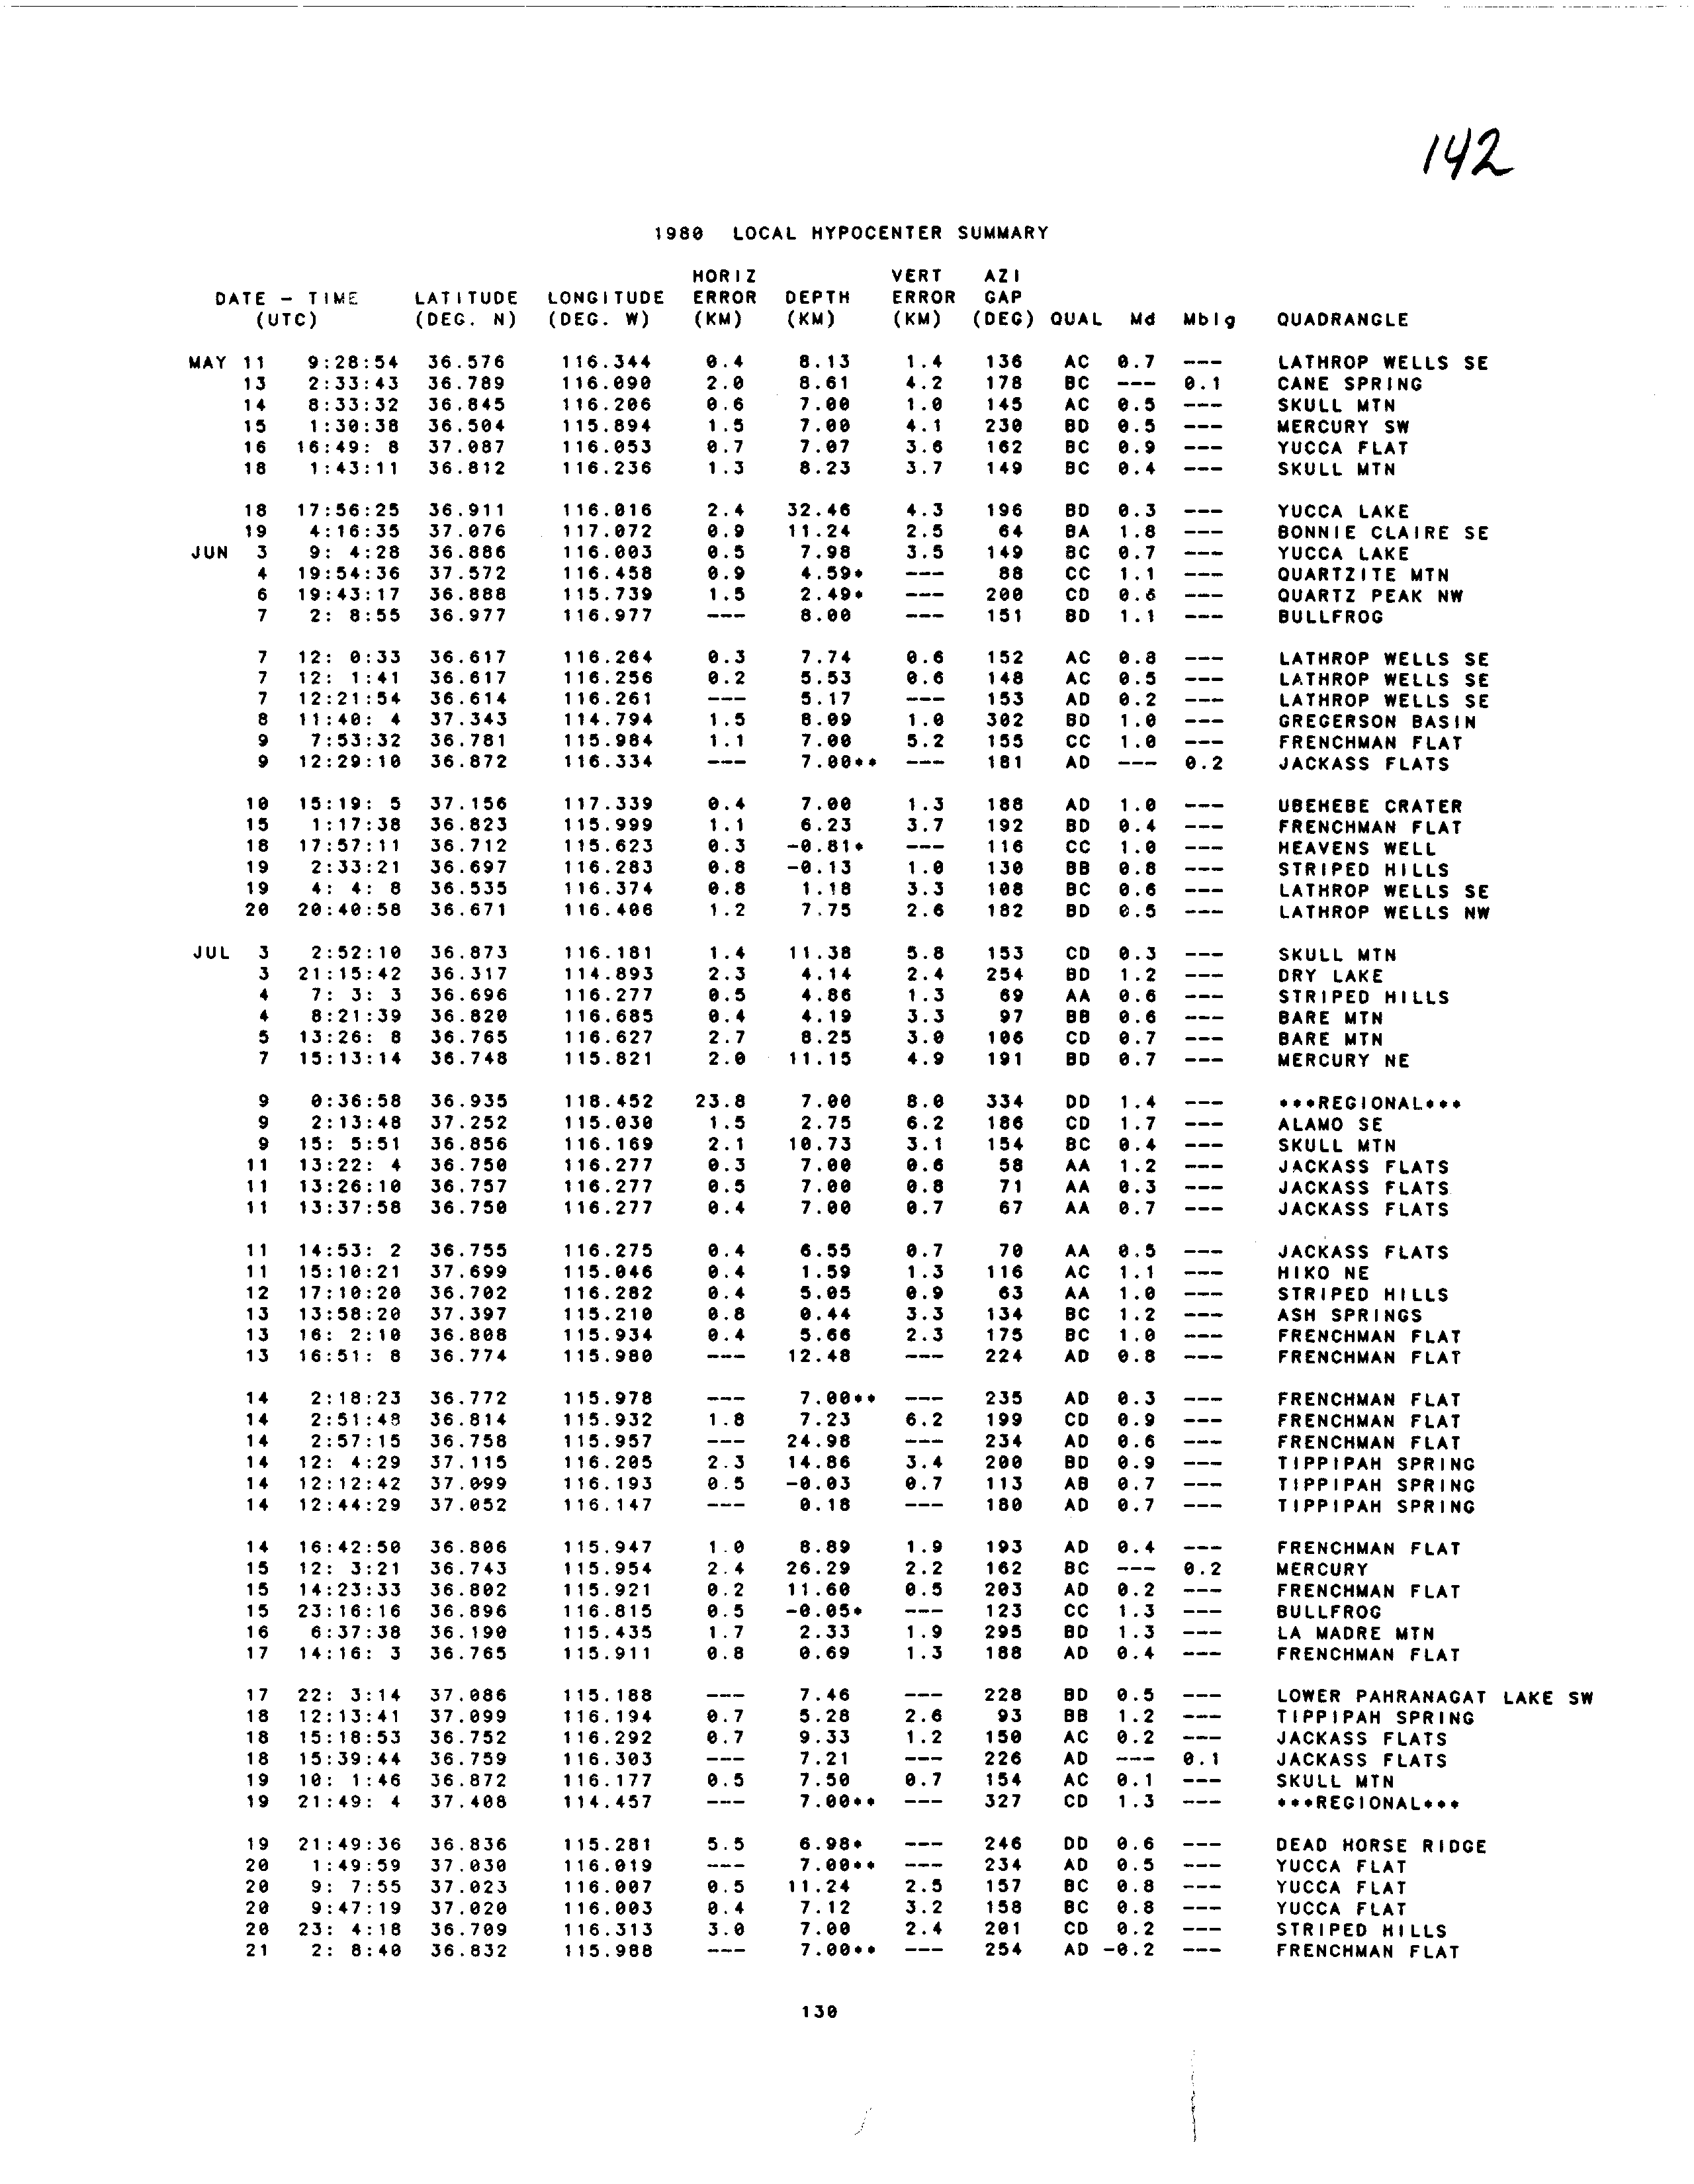 142
1980 LOCAL HYPOCENTER SUMMARY
HORIZ VERT AZI
DATE - TIME LATITUDE LONGITUDE ERROR DEPTH ERROR GAP
(UTC) (DEG. N) (DEG. W) (KM) (KM) (KM) (DEG) QUAL Md Mblg QUADRANGLE
MAY 11 9:28:54 36.576 116.344 0.4 8.13 1.4 136 AC 0.7 --- LATHROP WELLS SE
13 2:33:43 36.789 116.090 2.0 8.61 4.2 178 BC --- 0.1 CANE SPRING
14 8:33:32 36.845 116.206 0.6 7.00 1.0 145 AC 0.5 --- SKULL MTN
15 1:30:38 36.504 115.894 1.5 7.00 4.1 230 BD 0.5 --- MERCURY SW
16 16:49: 8 37.087 116.053 0.7 7.07 3.6 162 BC 0.9 --- YUCCA FLAT
18 1:43:11 36.812 116.236 1.3 8.23 3.7 149 BC 0.4 --- SKULL MTN
18 17:56:25 36.911 116.016 2.4 32.46 4.3 196 BD 0.3 --- YUCCA LAKE
19 4:16:35 37.076 117.072 0.9 11.24 2.5 64 BA 1.8 --- BONNIE CLAIRE SE
JUN 3 9: 4:28 36.886 116.003 0.5 7.98 3.5 149 BC 0.7 --- YUCCA LAKE
4 19:54:36 37.572 116.458 0.9 4.59* --- 88 CC 1.1 --- QUARTZITE MTN
6 19:43:17 36.888 115.739 1.5 2.49* --- 200 CD 0.6 --- QUARTZ PEAK NW
7 2: 8:55 36.977 116.977 --- 8.00 --- 151 BD 1.1 --- BULLFROG
7 12: 0:33 36.617 116.264 0.3 7.74 0.6 152 AC 0.8 --- LATHROP WELLS SE
7 12: 1:41 36.617 116.256 0.2 5.53 0.6 148 AC 0.5 --- LATHROP WELLS SE
7 12:21:54 36.614 116.261 --- 5.17 --- 153 AD 0.2 --- LATHROP WELLS SE
8 11:40: 4 37.343 114.794 1.5 8.09 1.0 302 BD 1.0 --- GREGERSON BASIN
9 7:53:32 36.781 115.984 1.1 7.00 5.2 155 CC 1.0 --- FRENCHMAN FLAT
9 12:29:10 36.872 116.334 --- 7.00** --- 181 AD --- 0.2 JACKASS FLATS
10 15:19: 5 37.156 117.339 0.4 7.00 1.3 188 AD 1.0 --- UBEHEBE CRATER
15 1:17:38 36.823 115.999 1.1 6.23 3.7 192 BD 0.4 --- FRENCHMAN FLAT
18 17:57:11 36.712 115.623 0.3 -0.81* --- 116 CC 1.0 --- HEAVENS WELL
19 2:33:21 36.697 116.283 0.8 -0.13 1.0 130 BB 0.8 --- STRIPED HILLS
19 4: 4: 8 36.535 116.374 0.8 1.18 3.3 108 BC 0.6 --- LATHROP WELLS SE
20 20:40:58 36.671 116.406 1.2 7.75 2.6 182 BD 0.5 --- LATHROP WELLS NW
JUL 3 2:52:10 36.873 116.181 1.4 11.38 5.8 153 CD 0.3 --- SKULL MTN
3 21:15:42 36.317 114.893 2.3 4.14 2.4 254 BD 1.2 --- DRY LAKE
4 7: 3: 3 36.696 116.277 0.5 4.86 1.3 69 AA 0.6 --- STRIPED HILLS
4 8:21:39 36.820 116.685 0.4 4.19 3.3 97 BB 0.6 --- BARE MTN
5 13:26: 8 36.765 116.627 2.7 8.25 3.0 106 CD 0.7 --- BARE MTN
7 15:13:14 36.748 115.821 2.0 11.15 4.9 191 BD 0.7 --- MERCURY NE
9 0:36:58 36.935 118.452 23.8 7.00 8.0 334 DD 1.4 --- ***REGIONAL***
9 2:13:48 37.252 115.030 1.5 2.75 6.2 186 CD 1.7 --- ALAMO SE
9 15: 5:51 36.856 116.169 2.1 10.73 3.1 154 BC 0.4 --- SKULL MTN
11 13:22: 4 36.750 116.277 0.3 7.00 0.6 58 AA 1.2 --- JACKASS FLATS
11 13:26:10 36.757 116.277 0.5 7.00 0.8 71 AA 0.3 --- JACKASS FLATS
11 13:37:58 36.750 116.277 0.4 7.00 0.7 67 AA 0.7 --- JACKASS FLATS
11 14:53: 2 36.755 116.275 0.4 6.55 0.7 70 AA 0.5 --- JACKASS FLATS
11 15:10:21 37.699 115.046 0.4 1.59 1.3 116 AC 1.1 --- HIKO NE
12 17:10:20 36.702 116.282 0.4 5.05 0.9 63 AA 1.0 --- STRIPED HILLS
13 13:58:20 37.397 115.210 0.8 0.44 3.3 134 BC 1.2 --- ASH SPRINGS
13 16: 2:10 36.808 115.934 0.4 5.66 2.3 175 BC 1.0 --- FRENCHMAN FLAT
13 16:51: 8 36.774 115.980 --- 12.48 --- 224 AD 0.8 --- FRENCHMAN FLAT
14 2:18:23 36.772 115.978 --- 7.00** --- 235 AD 0.3 --- FRENCHMAN FLAT
14 2:51:48 36.814 115.932 1.8 7.23 6.2 199 CD 0.9 --- FRENCHMAN FLAT
14 2:57:15 36.758 115.957 --- 24.98 --- 234 AD 0.6 --- FRENCHMAN FLAT
14 12: 4:29 37.115 116.205 2.3 14.86 3.4 200 BD 0.9 --- TIPPIPAH SPRING
14 12:12:42 37.099 116.193 0.5 -0.03 0.7 113 AB 0.7 --- TIPPIPAH SPRING
14 12:44:29 37.052 116.147 --- 0.18 --- 180 AD 0.7 --- TIPPIPAH SPRING
14 16:42:50 36.806 115.947 1.0 8.89 1.9 193 AD 0.4 --- FRENCHMAN FLAT
15 12: 3:21 36.743 115.954 2.4 26.29 2.2 162 BC --- 0.2 MERCURY
15 14:23:33 36.802 115.921 0.2 11.60 0.5 203 AD 0.2 --- FRENCHMAN FLAT
15 23:16:16 36.896 116.815 0.5 -0.05* --- 123 CC 1.3 --- BULLFROG
16 6:37:38 36.190 115.435 1.7 2.33 1.9 295 BD 1.3 --- LA MADRE MTN
17 14:16: 3 36.765 115.911 0.8 0.69 1.3 188 AD 0.4 --- FRENCHMAN FLAT
17 22: 3:14 37.086 115.188 --- 7.46 --- 228 BD 0.5 --- LOWER PAHRANAGAT LAKE SW
18 12:13:41 37.099 116.194 0.7 5.28 2.6 93 BB 1.2 --- TIPPIPAH SPRING
18 15:18:53 36.752 116.292 0.7 9.33 1.2 150 AC 0.2 --- JACKASS FLATS
18 15:39:44 36.759 116.303 --- 7.21 --- 226 AD --- 0.1 JACKASS FLATS
19 10: 1:46 36.872 116.177 0.5 7.50 0.7 154 AC 0.1 --- SKULL MTN
19 21:49: 4 37.408 114.457 --- 7.00** --- 327 CD 1.3 --- ***REGIONAL***
19 21:49:36 36.836 115.281 5.5 6.98* --- 246 DD 0.6 --- DEAD HORSE RIDGE
20 1:49:59 37.030 116.019 --- 7.00** --- 234 AD 0.5 --- YUCCA FLAT
20 9: 7:55 37.023 116.007 0.5 11.24 2.5 157 BC 0.8 --- YUCCA FLAT
20 9:47:19 37.020 116.003 0.4 7.12 3.2 158 BC 0.8 --- YUCCA FLAT
20 23: 4:18 36.709 116.313 3.0 7.00 2.4 201 CD 0.2 --- STRIPED HILLS
21 2: 8:40 36.832 115.988 --- 7.00** --- 254 AD -0.2 --- FRENCHMAN FLAT
130